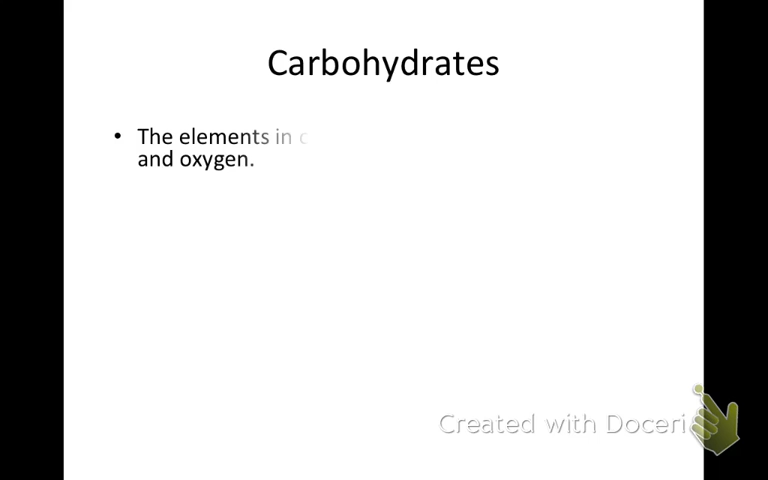 Carbohydrates
• The elements in
and oxygen.
Created with Doceri